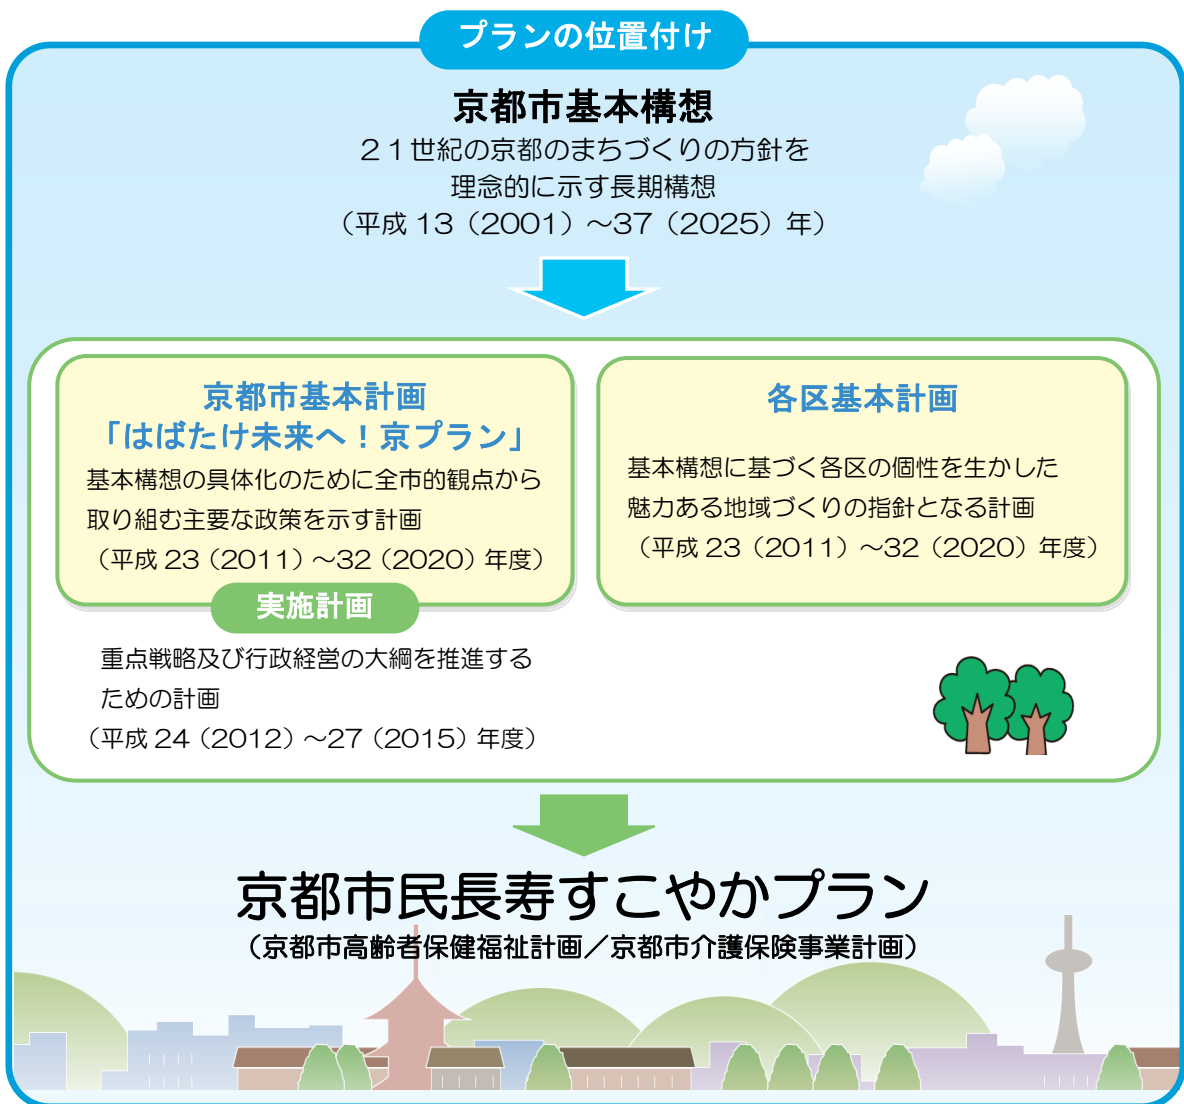 プランの位置付け
京都市基本構想
２１世紀の京都のまちづくりの方針を
理念的に示す長期構想
（平成 13（2001）～37（2025）年）
京都市基本計画
「はばたけ未来へ！京プラン」
基本構想の具体化のために全市的観点から
取り組む主要な政策を示す計画
（平成 23（2011）～32（2020）年度）
実施計画
重点戦略及び行政経営の大綱を推進する
ための計画
（平成 24（2012）～27（2015）年度）
各区基本計画
基本構想に基づく各区の個性を生かした
魅力ある地域づくりの指針となる計画
（平成 23（2011）～32（2020）年度）
京都市民長寿すこやかプラン
（京都市高齢者保健福祉計画／京都市介護保険事業計画）